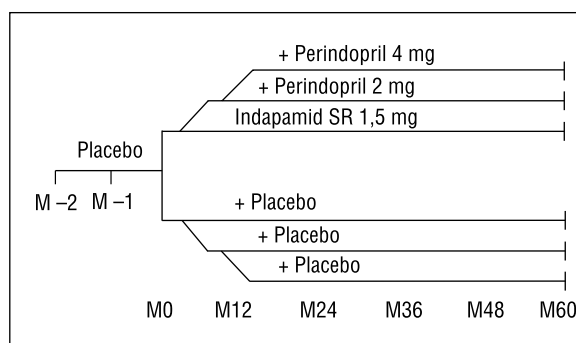 + Perindopril 4 mg
+ Perindopril 2 mg
Indapamid SR 1,5 mg
Placebo
M –2 M –1
+ Placebo
+ Placebo
+ Placebo
M0 M12 M24 M36 M48 M60